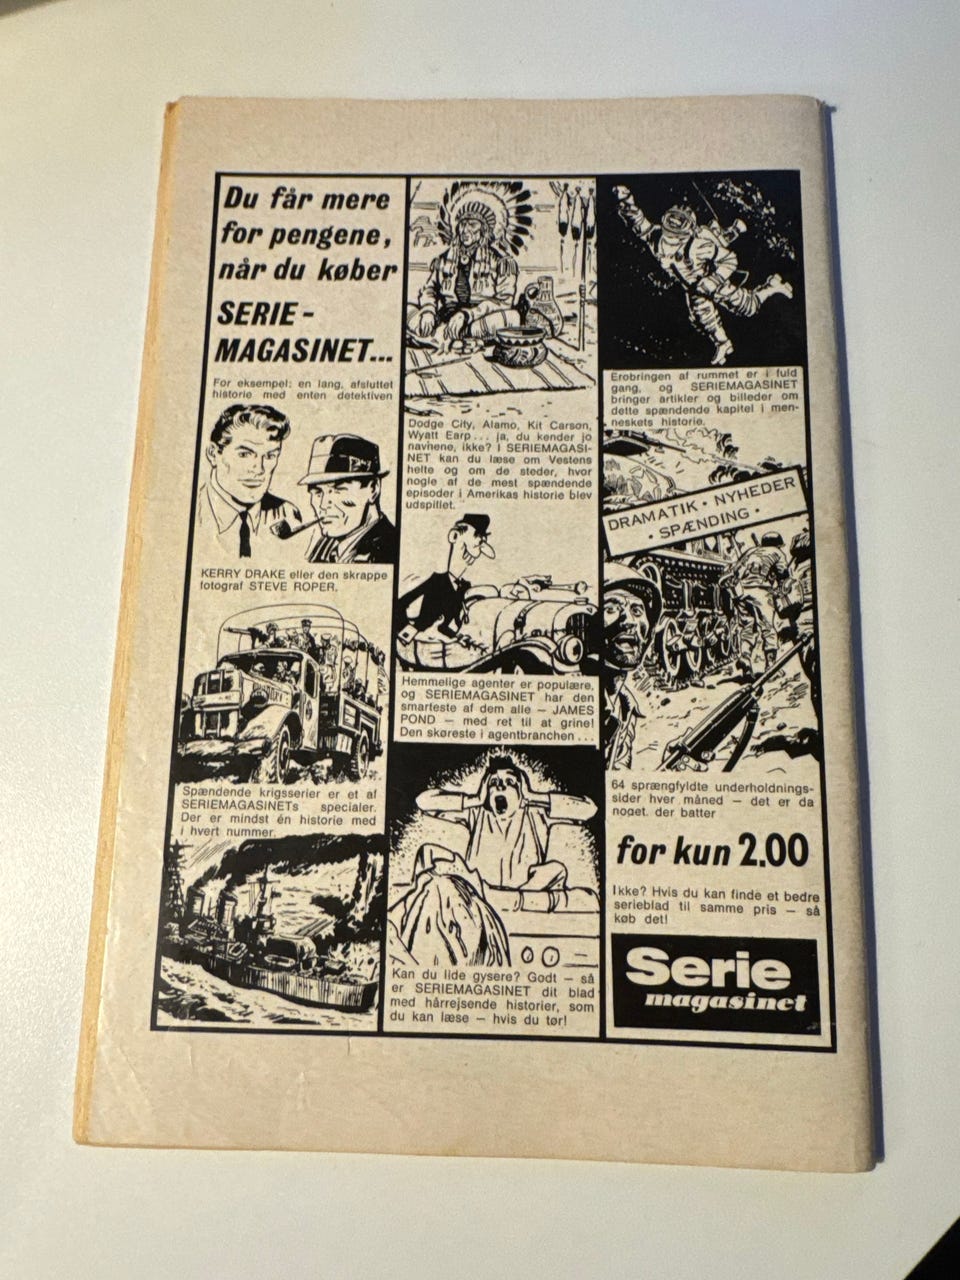 Du får mere
for pengene,
når du køber
SERIE-
MAGASINET...
For eksempel: en lang, afsluttet
historie med enten detektiven
KERRY DRAKE eller den skrappe
fotograf STEVE ROPER.
Spændende krigsserier er et af
SERIEMAGASINETs specialer.
Der er mindst én historie med
i hvert nummer.
Dodge City, Alamo, Kit Carson,
Wyatt Earp... ja, du kender jo
navnene, ikke? I SERIEMAGASI-
NET kan du læse om Vestens
helte og om de steder, hvor
nogle af de mest spændende
episoder i Amerikas historie blev
udspillet.
Hemmelige agenter er populære,
og SERIEMAGASINET har den
smarteste af dem alle – JAMES
POND – med ret til at grine!
Den skøreste i agentbranchen...
Kan du lide gysere? Godt – så
er SERIEMAGASINET dit blad
med hårrejsende historier, som
du kan læse – hvis du tør!
Erobringen af rummet er i fuld
gang, og SERIEMAGASINET
bringer artikler og billeder om
dette spændende kapitel i men-
neskets historie.
DRAMATIK • NYHEDER
• SPÆNDING •
64 sprængfyldte underholdnings-
sider hver måned – det er da
noget, der batter
for kun 2.00
Ikke? Hvis du kan finde et bedre
serieblad til samme pris – så
køb det!
Serie
magasinet